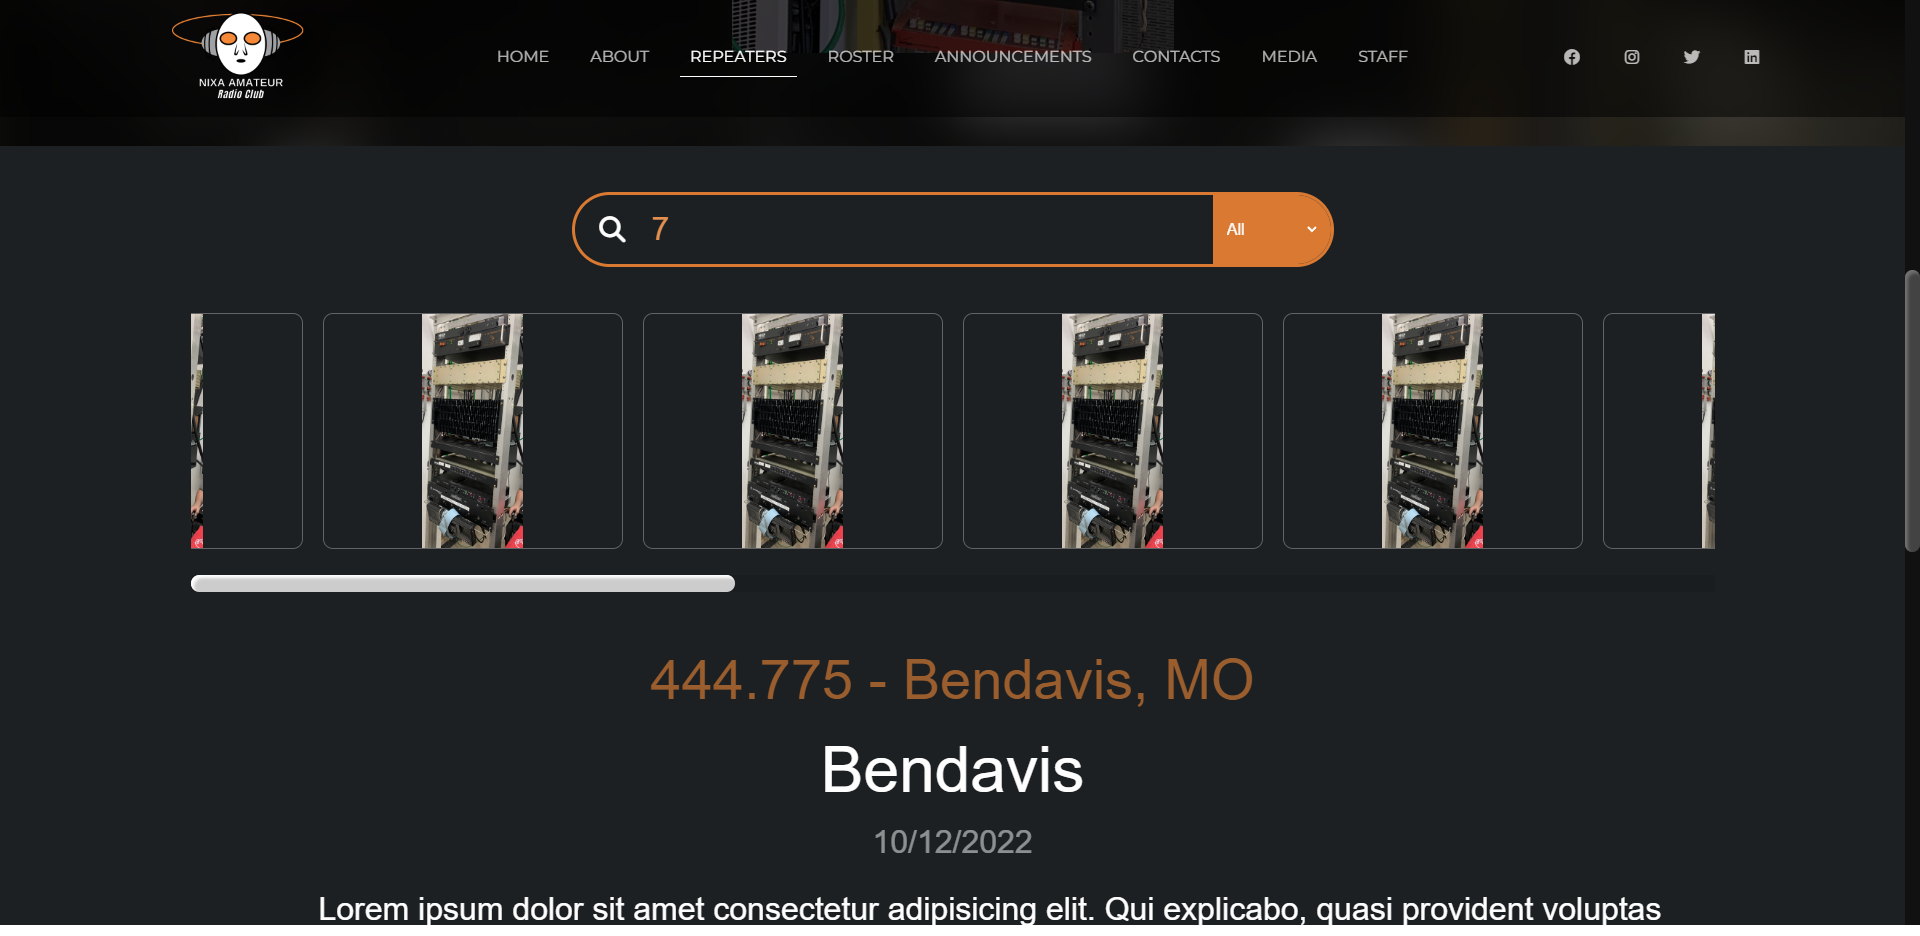 NIXA AMATEUR
Radio Club
HOME ABOUT REPEATERS ROSTER ANNOUNCEMENTS CONTACTS MEDIA STAFF
7 All
444.775 - Bendavis, MO
Bendavis
10/12/2022
Lorem ipsum dolor sit amet consectetur adipisicing elit. Qui explicabo, quasi provident voluptas